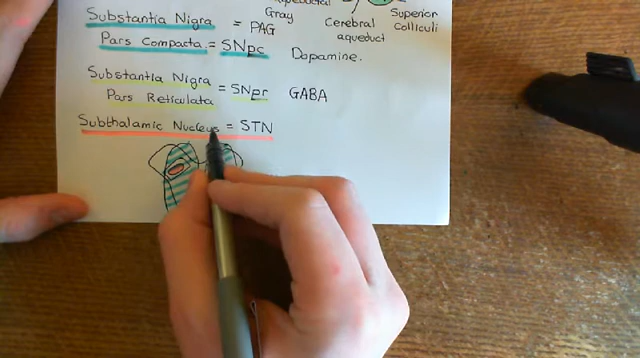 Substantia Nigra
Pars Compacta = SNpc
Dopamine.
= PAG
Gray
Cerebral
aqueduct
Superior
Colliculi
Substantia Nigra
Pars Reticulata
= SNpr
GABA
Subthalamic Nucleus = STN